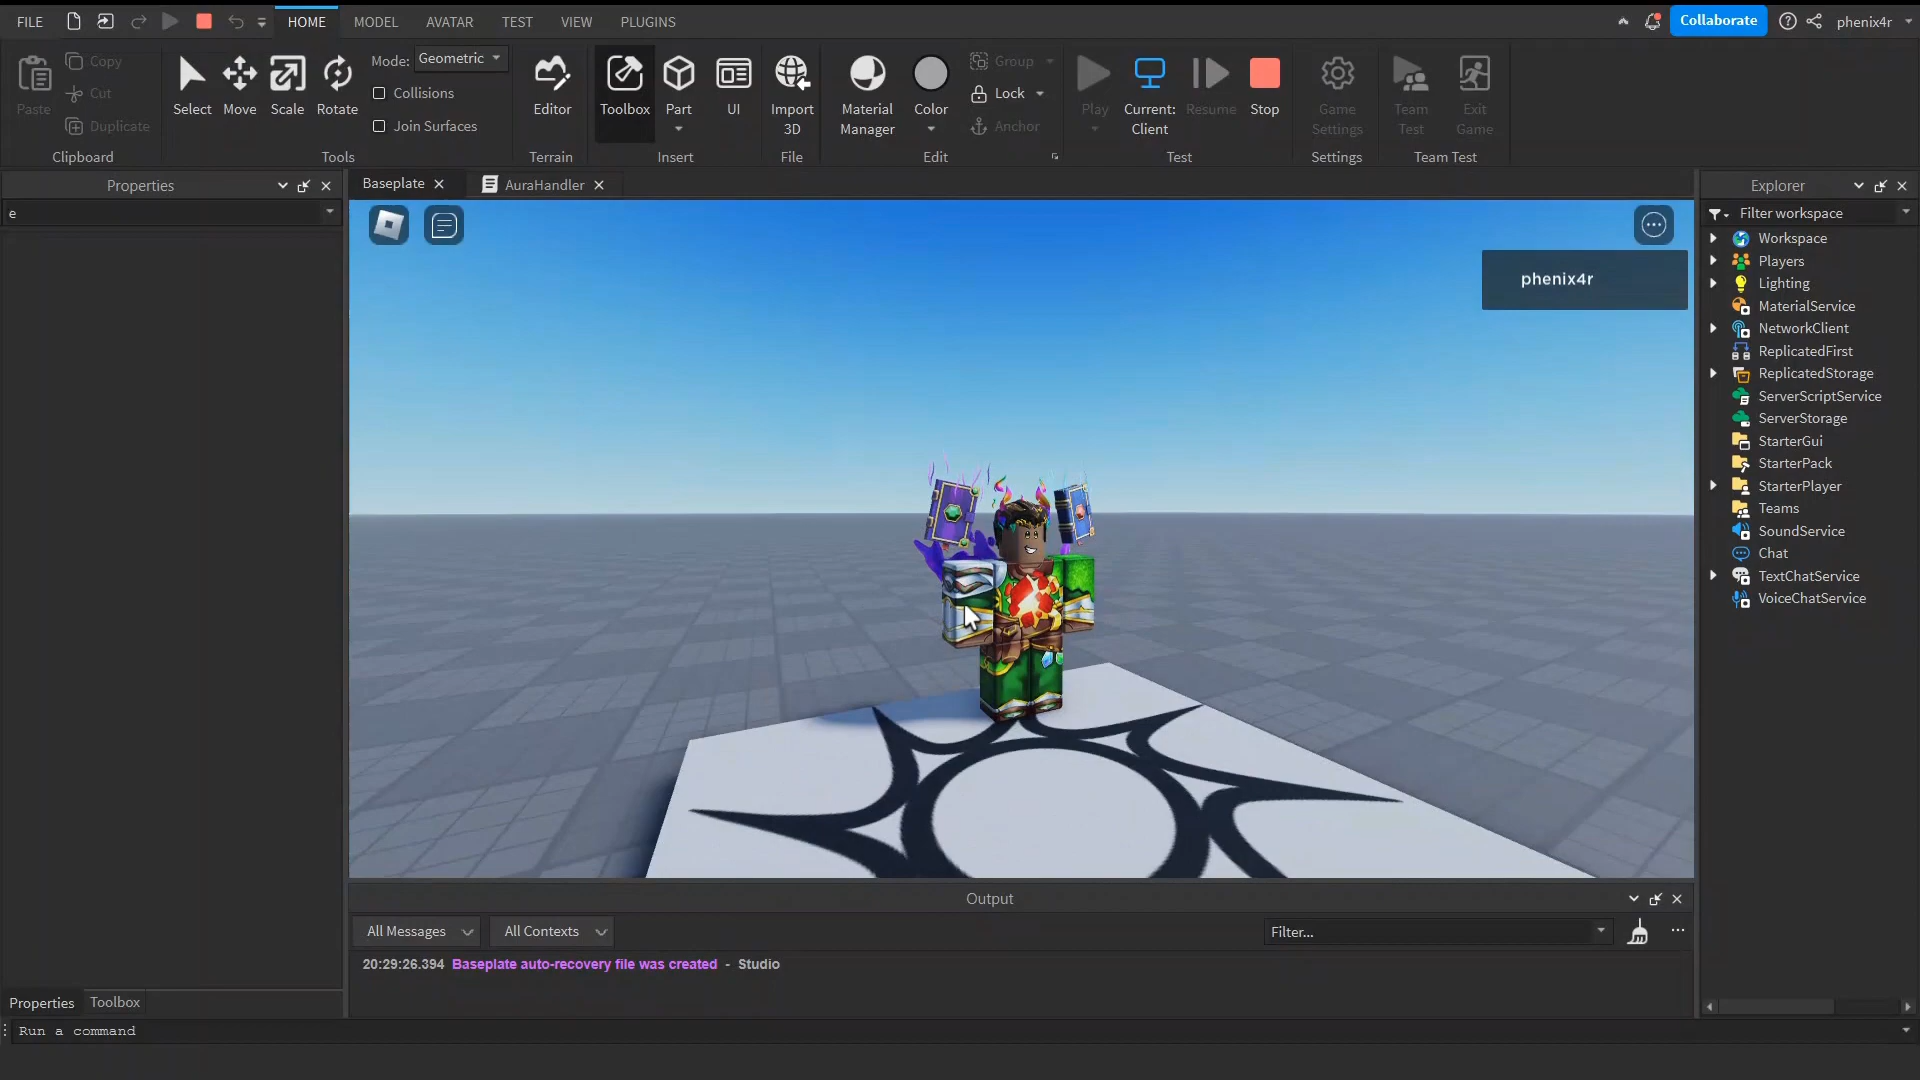 FILE HOME MODEL AVATAR TEST VIEW PLUGINS Collaborate phenix4r
Paste Copy Cut Duplicate Clipboard
Select Move Scale Rotate
Mode: Geometric
Collisions
Join Surfaces
Tools
Editor
Terrain
Toolbox Part UI
Insert
Import 3D
File
Material Manager Color
Group
Lock
Anchor
Edit
Play Current: Client Resume Stop
Test
Game Settings
Settings
Team Test Exit Game
Team Test
Properties
e
Baseplate AuraHandler
phenix4r
Explorer
Filter workspace
Workspace
Players
Lighting
MaterialService
NetworkClient
ReplicatedFirst
ReplicatedStorage
ServerScriptService
ServerStorage
StarterGui
StarterPack
StarterPlayer
Teams
SoundService
Chat
TextChatService
VoiceChatService
Output
All Messages All Contexts Filter...
20:29:26.394 Baseplate auto-recovery file was created - Studio
Properties Toolbox
Run a command